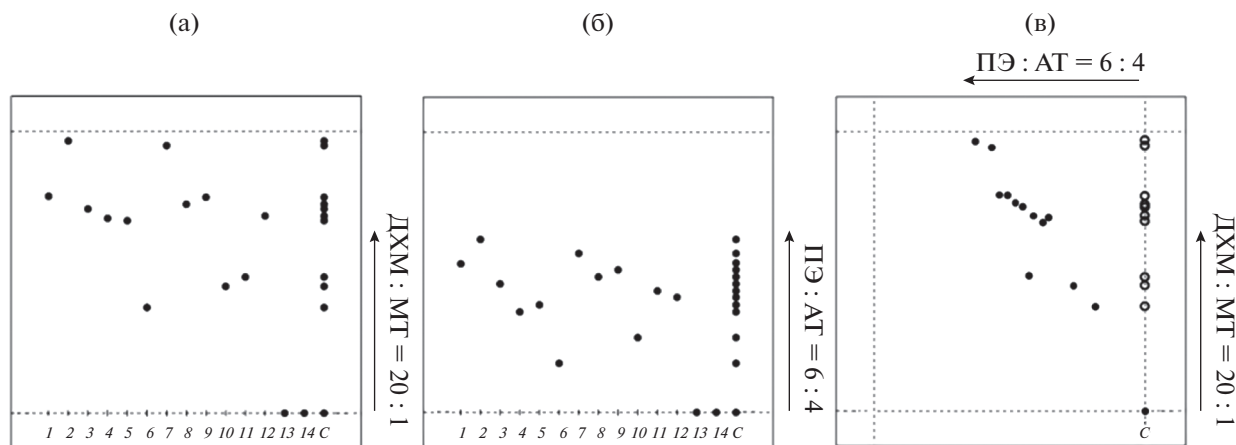 (а)
(б)
(в)
ПЭ : АТ = 6 : 4
ДХМ : МТ = 20 : 1
ПЭ : АТ = 6 : 4
ДХМ : МТ = 20 : 1
1 2 3 4 5 6 7 8 9 10 11 12 13 14 C
1 2 3 4 5 6 7 8 9 10 11 12 13 14 C
C